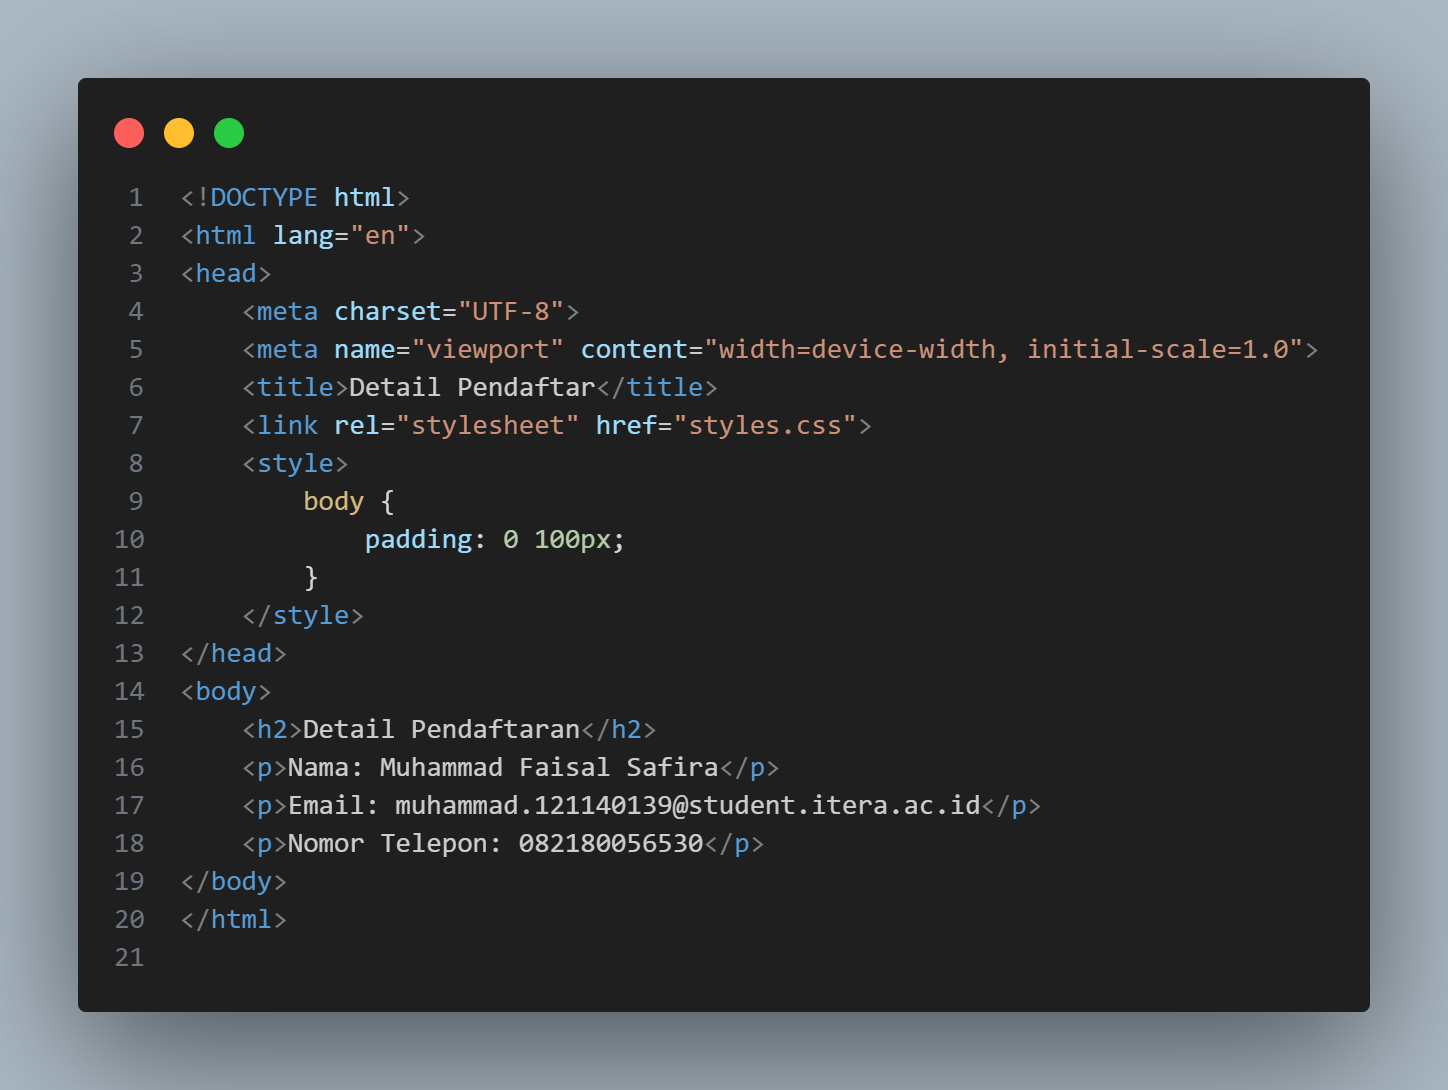 1 <!DOCTYPE html>
2 <html lang="en">
3 <head>
4     <meta charset="UTF-8">
5     <meta name="viewport" content="width=device-width, initial-scale=1.0">
6     <title>Detail Pendaftar</title>
7     <link rel="stylesheet" href="styles.css">
8     <style>
9         body {
10             padding: 0 100px;
11         }
12     </style>
13 </head>
14 <body>
15     <h2>Detail Pendaftaran</h2>
16     <p>Nama: Muhammad Faisal Safira</p>
17     <p>Email: muhammad.121140139@student.itera.ac.id</p>
18     <p>Nomor Telepon: 082180056530</p>
19 </body>
20 </html>
21